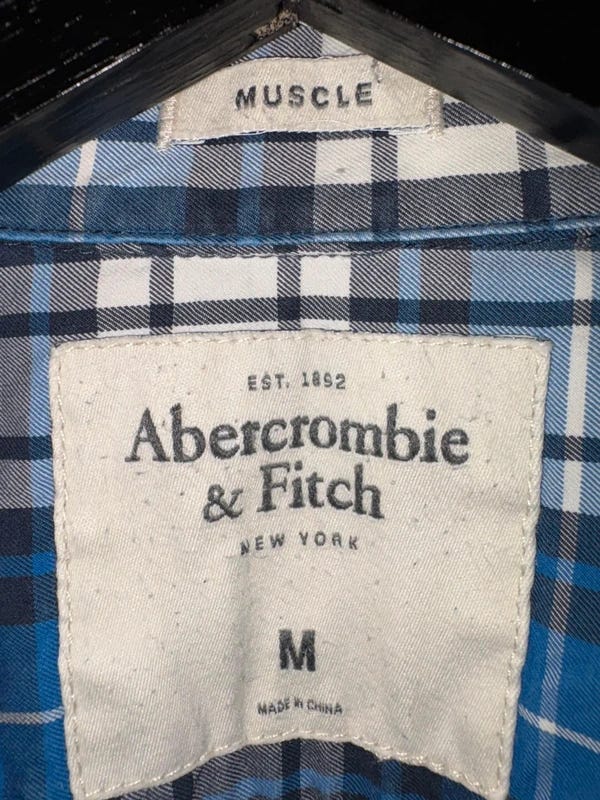 MUSCLE
EST. 1892
Abercrombie
& Fitch
NEW YORK
M
MADE IN CHINA